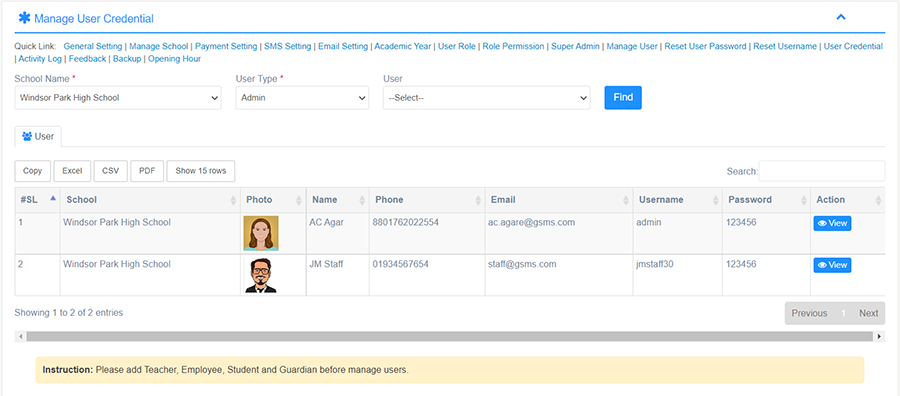 Manage User Credential
Quick Link: General Setting | Manage School | Payment Setting | SMS Setting | Email Setting | Academic Year | User Role | Role Permission | Super Admin | Manage User | Reset User Password | Reset Username | User Credential
| Activity Log | Feedback | Backup | Opening Hour
School Name * User Type * User
Windsor Park High School Admin --Select-- Find
User
Copy Excel CSV PDF Show 15 rows Search:
#SL School Photo Name Phone Email Username Password Action
1 Windsor Park High School AC Agar 8801762022554 ac.agare@gsms.com admin 123456 View
2 Windsor Park High School JM Staff 01934567654 staff@gsms.com jmstaff30 123456 View
Showing 1 to 2 of 2 entries Previous 1 Next
Instruction: Please add Teacher, Employee, Student and Guardian before manage users.